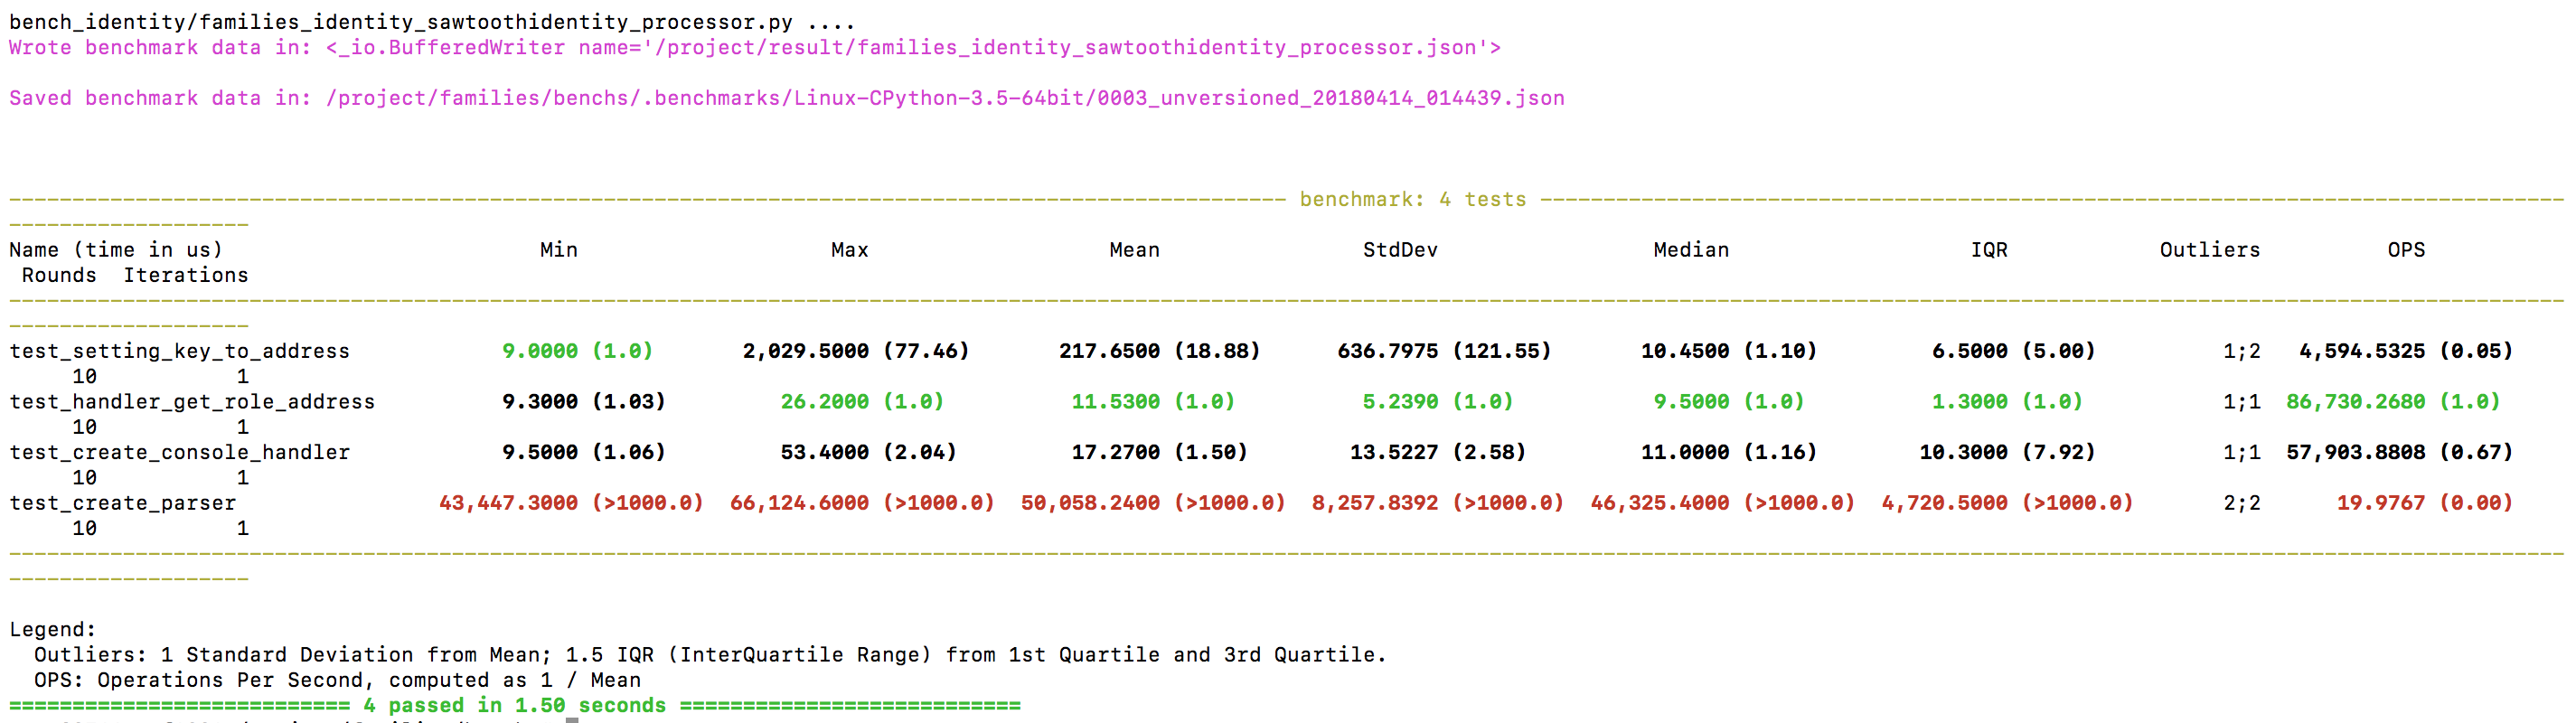 bench_identity/families_identity_sawtoothidentity_processor.py ....
Wrote benchmark data in: <_io.BufferedWriter name='/project/result/families_identity_sawtoothidentity_processor.json'>
Saved benchmark data in: /project/families/benchs/.benchmarks/Linux-CPython-3.5-64bit/0003_unversioned_20180414_014439.json
benchmark: 4 tests
Name (time in us) Min Max Mean StdDev Median IQR Outliers OPS
Rounds Iterations
test_setting_key_to_address 9.0000 (1.0) 2,029.5000 (77.46) 217.6500 (18.88) 636.7975 (121.55) 10.4500 (1.10) 6.5000 (5.00) 1;2 4,594.5325 (0.05)
10 1
test_handler_get_role_address 9.3000 (1.03) 26.2000 (1.0) 11.5300 (1.0) 5.2390 (1.0) 9.5000 (1.0) 1.3000 (1.0) 1;1 86,730.2680 (1.0)
10 1
test_create_console_handler 9.5000 (1.06) 53.4000 (2.04) 17.2700 (1.50) 13.5227 (2.58) 11.0000 (1.16) 10.3000 (7.92) 1;1 57,903.8808 (0.67)
10 1
test_create_parser 43,447.3000 (>1000.0) 66,124.6000 (>1000.0) 50,058.2400 (>1000.0) 8,257.8392 (>1000.0) 46,325.4000 (>1000.0) 4,720.5000 (>1000.0) 2;2 19.9767 (0.00)
10 1
Legend:
Outliers: 1 Standard Deviation from Mean; 1.5 IQR (InterQuartile Range) from 1st Quartile and 3rd Quartile.
OPS: Operations Per Second, computed as 1 / Mean
=========================== 4 passed in 1.50 seconds ===========================